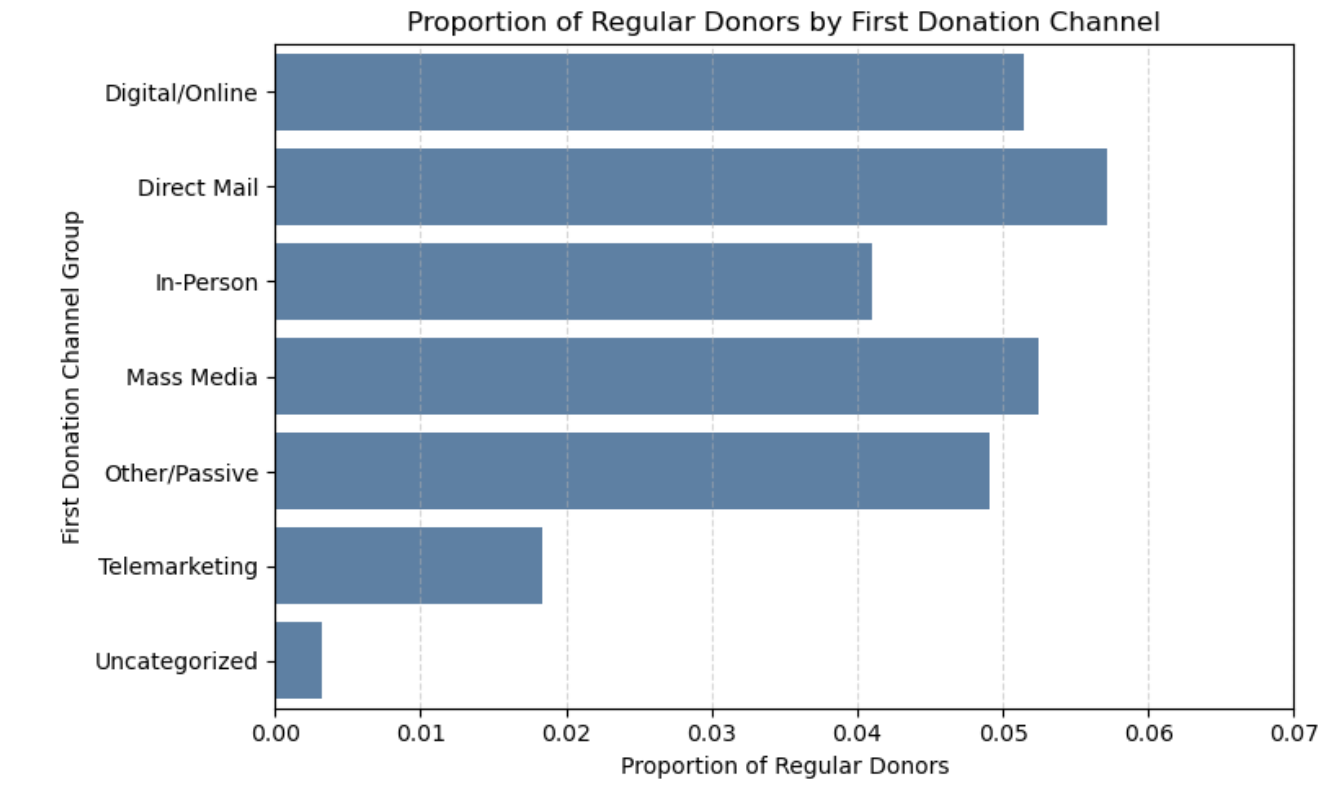 Proportion of Regular Donors by First Donation Channel
First Donation Channel Group
Digital/Online
Direct Mail
In-Person
Mass Media
Other/Passive
Telemarketing
Uncategorized
0.00 0.01 0.02 0.03 0.04 0.05 0.06 0.07
Proportion of Regular Donors